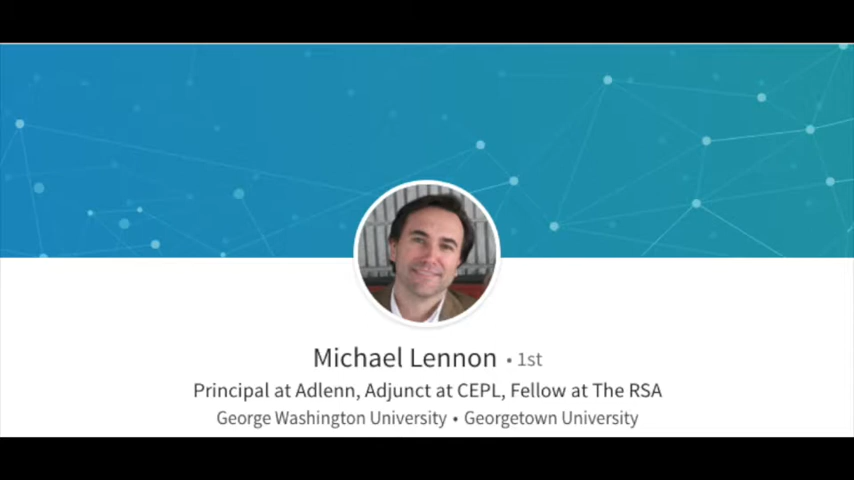 Michael Lennon • 1st
Principal at Adlenn, Adjunct at CEPL, Fellow at The RSA
George Washington University • Georgetown University